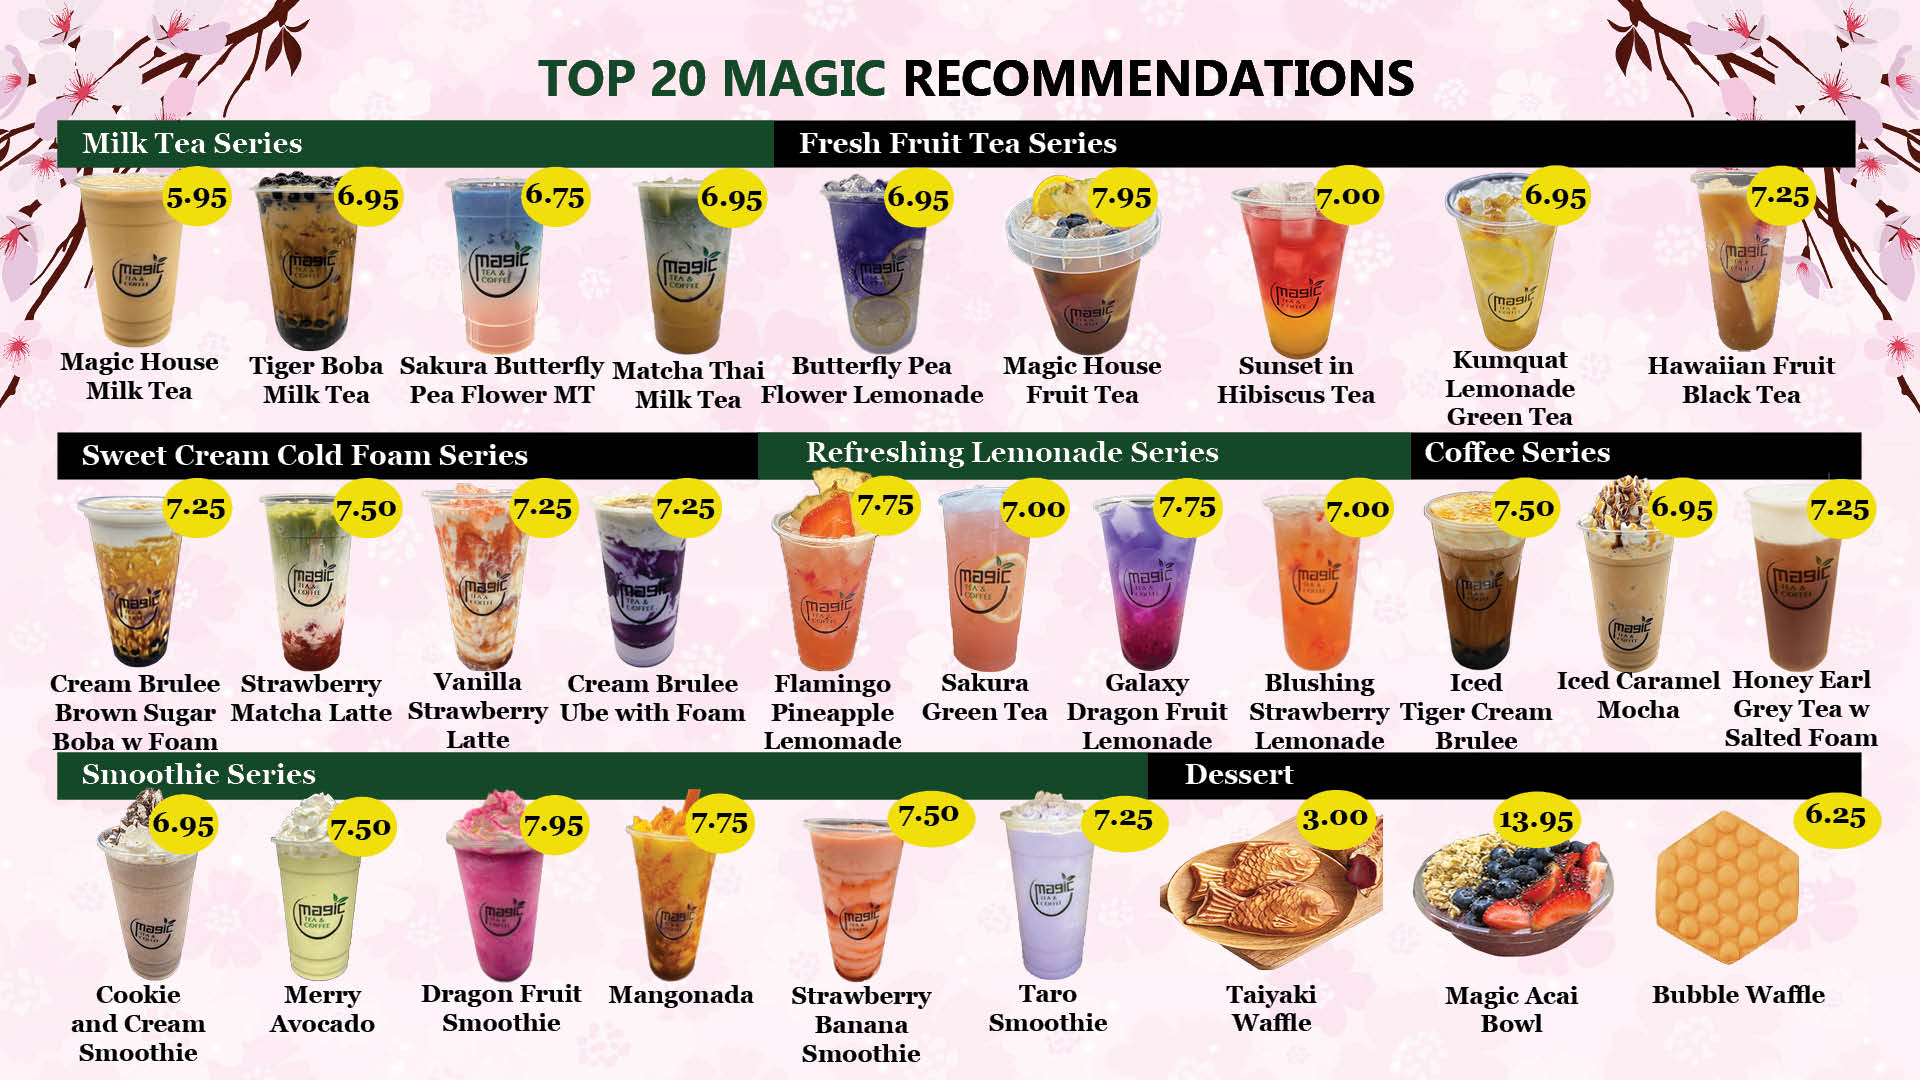 TOP 20 MAGIC RECOMMENDATIONS
Milk Tea Series
Fresh Fruit Tea Series
5.95
6.95
6.75
6.95
6.95
7.95
7.00
6.95
7.25
magic
TEA &
COFFEE
Magic House
Milk Tea
Tiger Boba
Milk Tea
Sakura Butterfly
Pea Flower MT
Matcha Thai
Milk Tea
Butterfly Pea
Flower Lemonade
Magic House
Fruit Tea
Sunset in
Hibiscus Tea
Kumquat
Lemonade
Green Tea
Hawaiian Fruit
Black Tea
Sweet Cream Cold Foam Series
Refreshing Lemonade Series
Coffee Series
7.25
7.50
7.25
7.25
7.75
7.00
7.75
7.00
7.50
6.95
7.25
Cream Brulee
Brown Sugar
Boba w Foam
Strawberry
Matcha Latte
Vanilla
Strawberry
Latte
Cream Brulee
Ube with Foam
Flamingo
Pineapple
Lemomade
Sakura
Green Tea
Galaxy
Dragon Fruit
Lemonade
Blushing
Strawberry
Lemonade
Iced
Tiger Cream
Brulee
Iced Caramel
Mocha
Honey Earl
Grey Tea w
Salted Foam
Smoothie Series
Dessert
6.95
7.50
7.95
7.75
7.50
7.25
3.00
13.95
6.25
Cookie
and Cream
Smoothie
Merry
Avocado
Dragon Fruit
Smoothie
Mangonada
Strawberry
Banana
Smoothie
Taro
Smoothie
Taiyaki
Waffle
Magic Acai
Bowl
Bubble Waffle